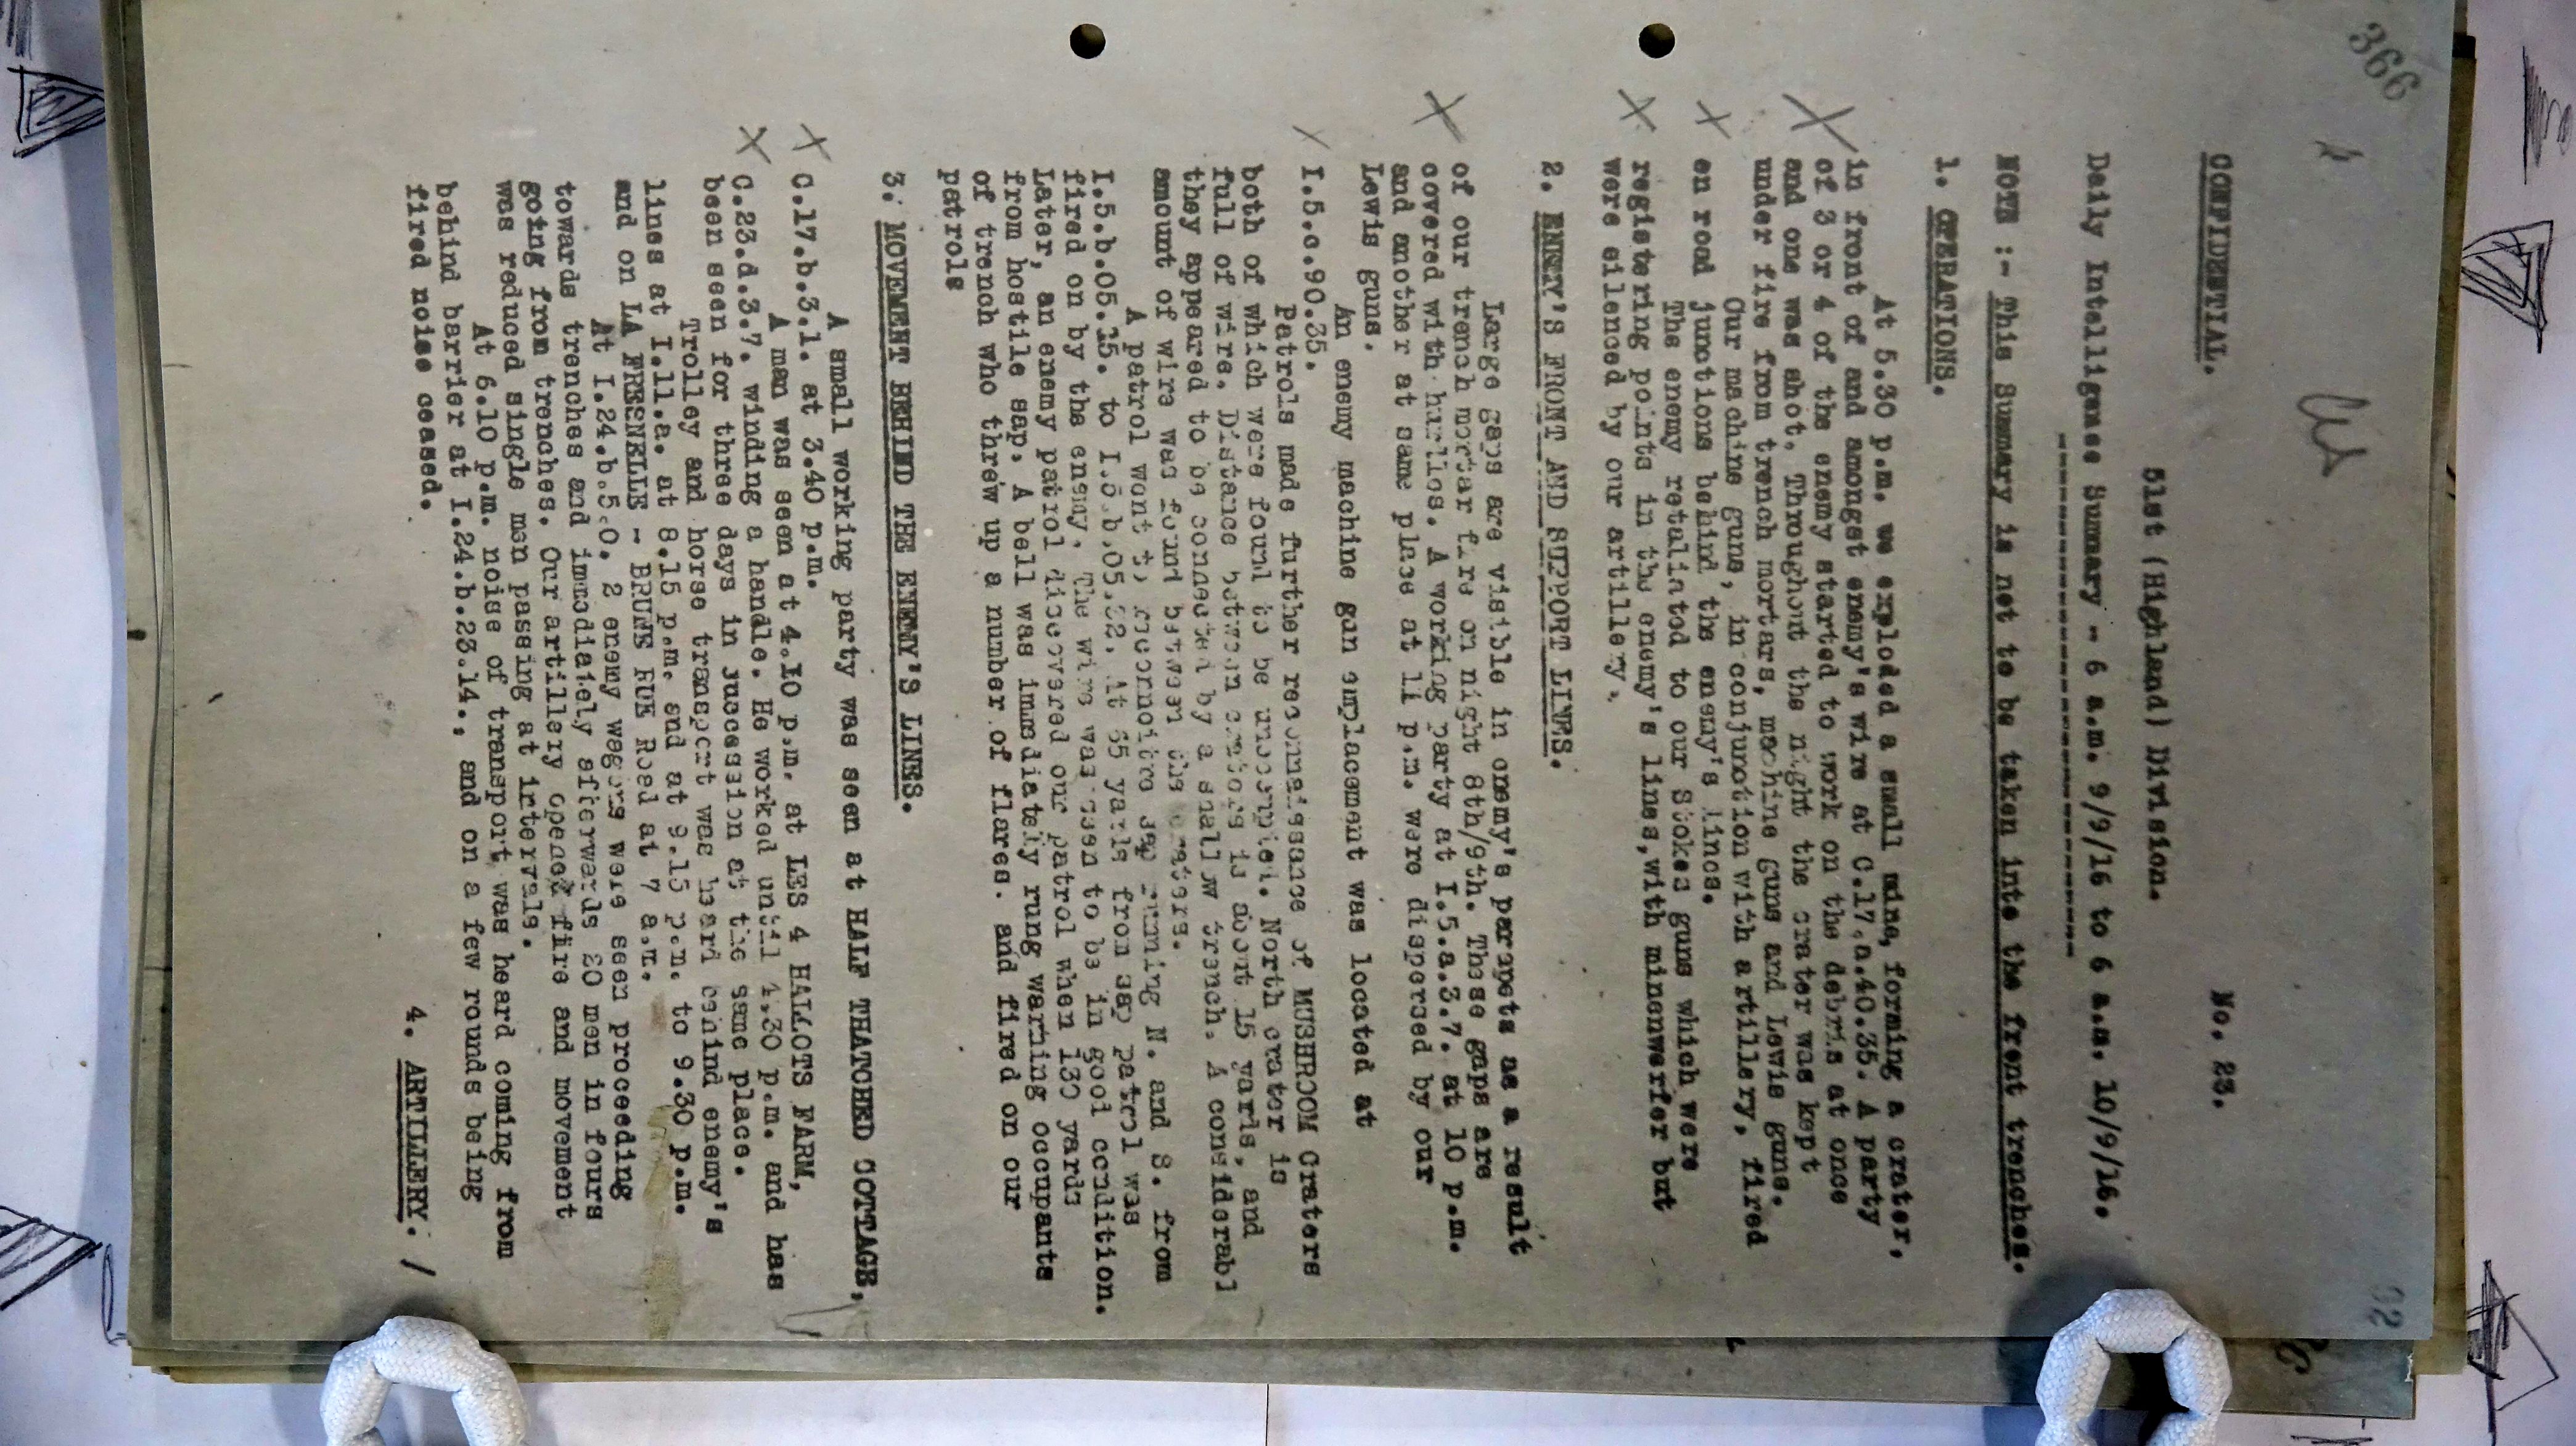 366
CONFIDENTIAL. No. 23.
51st (Highland) Division.
Daily Intelligence Summary - 6 a.m. 9/9/16 to 6 a.m. 10/9/16.
NOTE :- This Summary is not to be taken into the front trenches.
1. OPERATIONS.
At 5.30 p.m. we exploded a small mine, forming a crater,
in front of and amongst enemy's wire at C.17.a.40.35. A party
of 3 or 4 of the enemy started to work on the debris at once
and one was shot. Throughout the night the crater was kept
under fire from trench mortars, machine guns and Lewis guns.
Our machine guns, in conjunction with artillery, fired
on road junctions behind the enemy's lines.
The enemy retaliated to our Stokes guns which were
registering points in the enemy's lines, with minenwerfer but
were silenced by our artillery.
2. ENEMY'S FRONT AND SUPPORT LINES.
Large gaps are visible in enemy's parapets as a result
of our trench mortar fire on night 8th/9th. These gaps are
covered with hurdles. A working party at I.5.a.3.7. at 10 p.m.
and another at same place at 11 p.m. were dispersed by our
Lewis guns.
An enemy machine gun emplacement was located at
I.5.c.90.35.
Patrols made further reconnaissance of MUSHROOM Craters
both of which were found to be unoccupied. North crater is
full of wire. Distance between craters is about 15 yards, and
they appeared to be connected by a shallow trench. A considerabl
amount of wire was found between the craters.
A patrol went to reconnoitre sap running N. and S. from
I.5.b.05.15. to I.5.b.05.22. At 65 yards from sap patrol was
fired on by the enemy. The wire was seen to be in good condition.
Later, an enemy patrol discovered our patrol when 130 yards
from hostile sap. A bell was immediately rung warning occupants
of trench who threw up a number of flares. and fired on our
patrols
3. MOVEMENT BEHIND THE ENEMY'S LINES.
A small working party was seen at HALF THATCHED COTTAGE,
C.17.b.3.1. at 3.40 p.m.
A man was seen at 4.10 p.m. at LES 4 HALLOTS FARM,
C.23.d.3.7. winding a handle. He worked until 4.30 p.m. and has
been seen for three days in succession at the same place.
Trolley and horse transport was heard behind enemy's
lines at I.11.a. at 8.15 p.m. and at 9.15 p.m. to 9.30 p.m.
and on LA FRESNELLE - BRUNE RUE Road at 7 a.m.
At I.24.b.5.0. 2 enemy wagons were seen proceeding
towards trenches and immediately afterwards 20 men in fours
going from trenches. Our artillery opened fire and movement
was reduced single men passing at intervals.
At 6.10 p.m. noise of transport was heard coming from
behind barrier at I.24.b.23.14., and on a few rounds being
fired noise ceased.
4. ARTILLERY. /